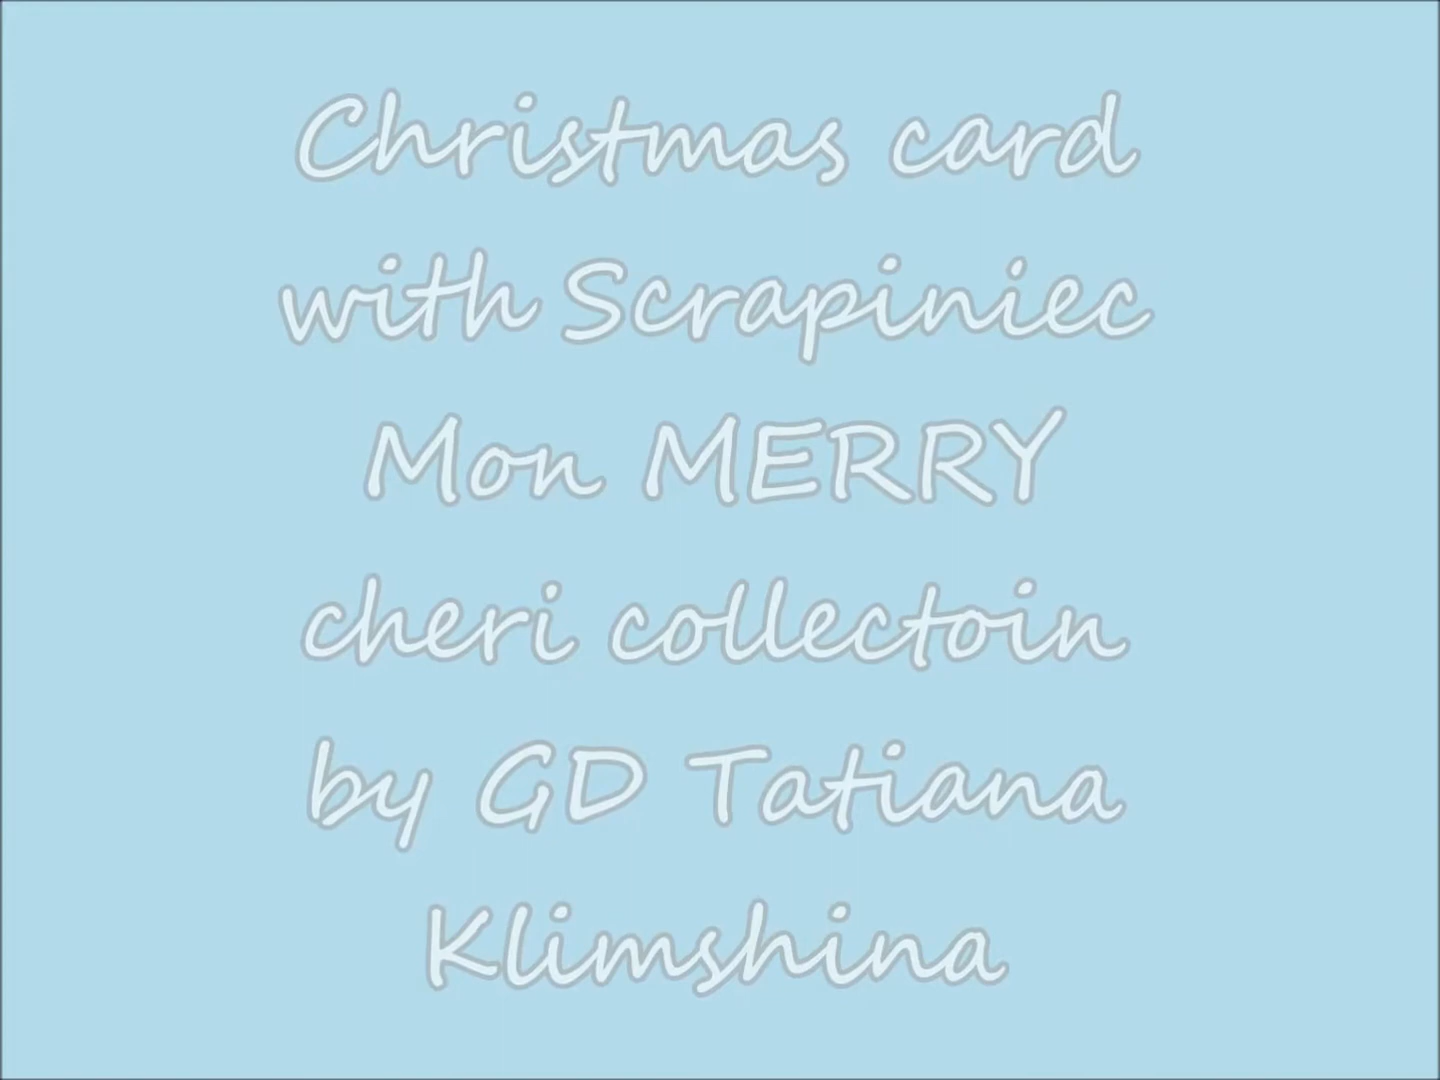 Christmas card
with Scrapiniec
Mon MERRY
cheri collectoin
by GD Tatiana
Klimshina